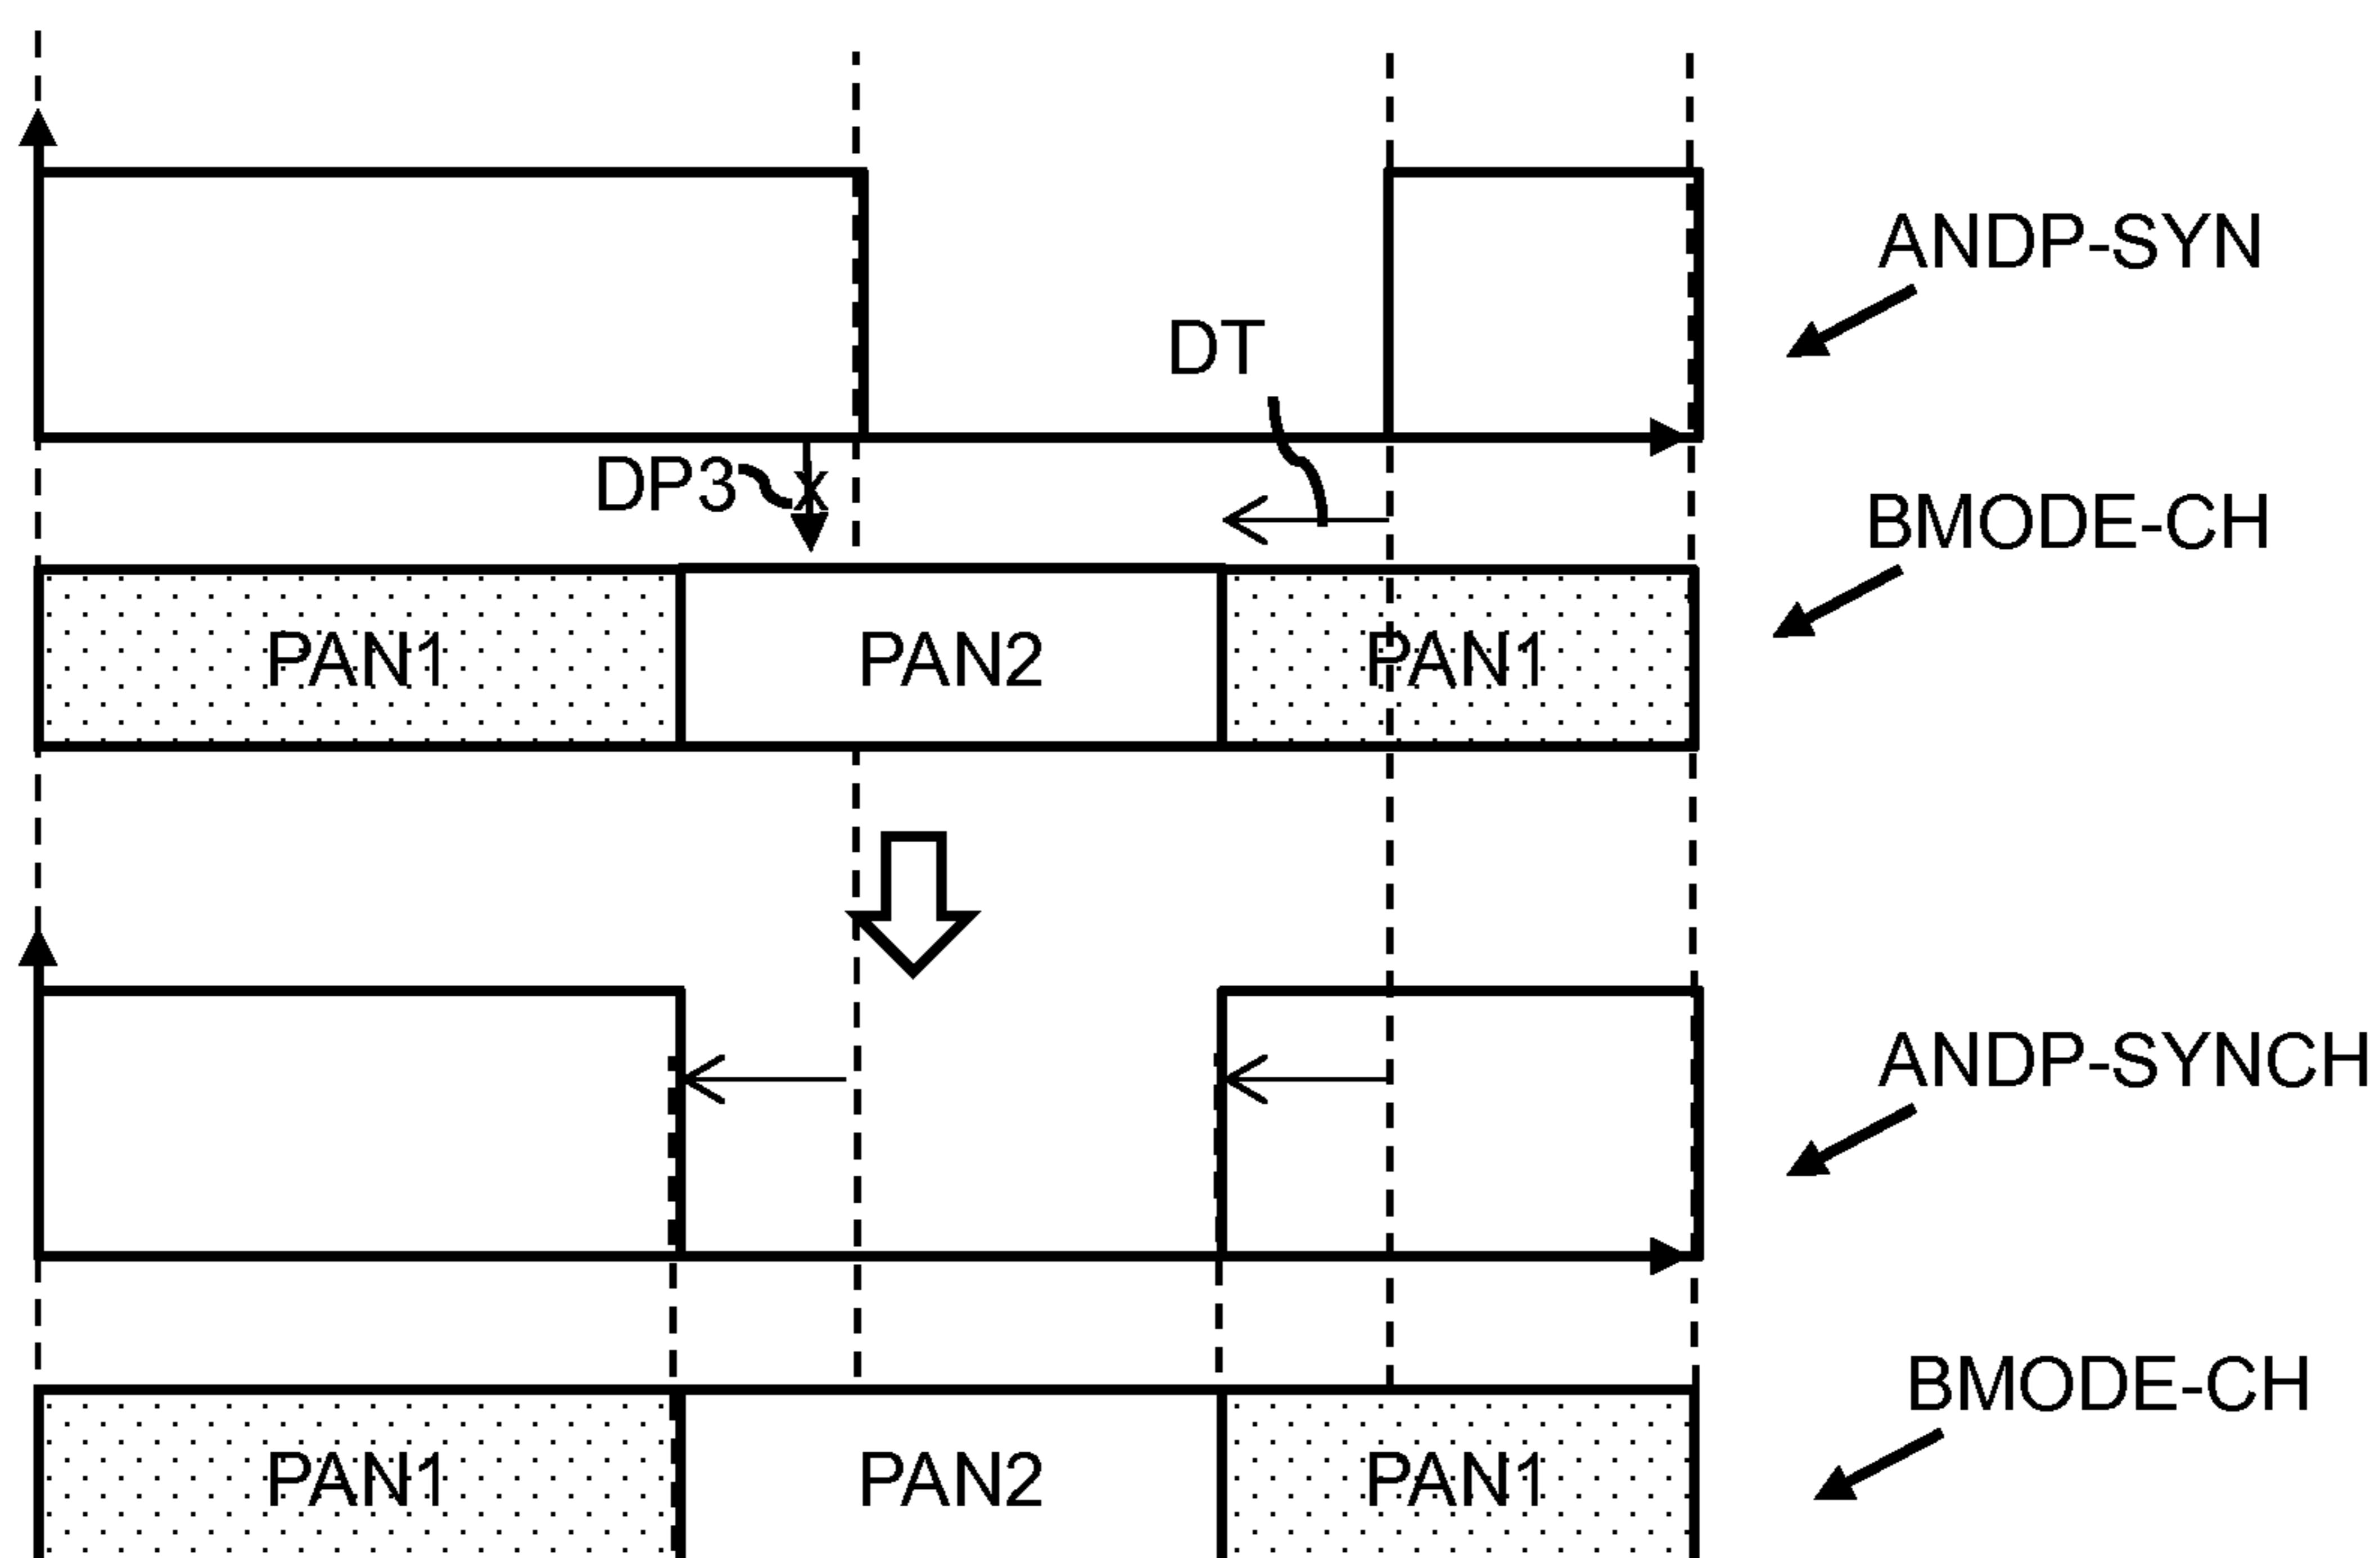 ANDP-SYN
DT
DP3
x
BMODE-CH
PAN1
PAN2
PAN1
ANDP-SYNCH
BMODE-CH
PAN1
PAN2
PAN1